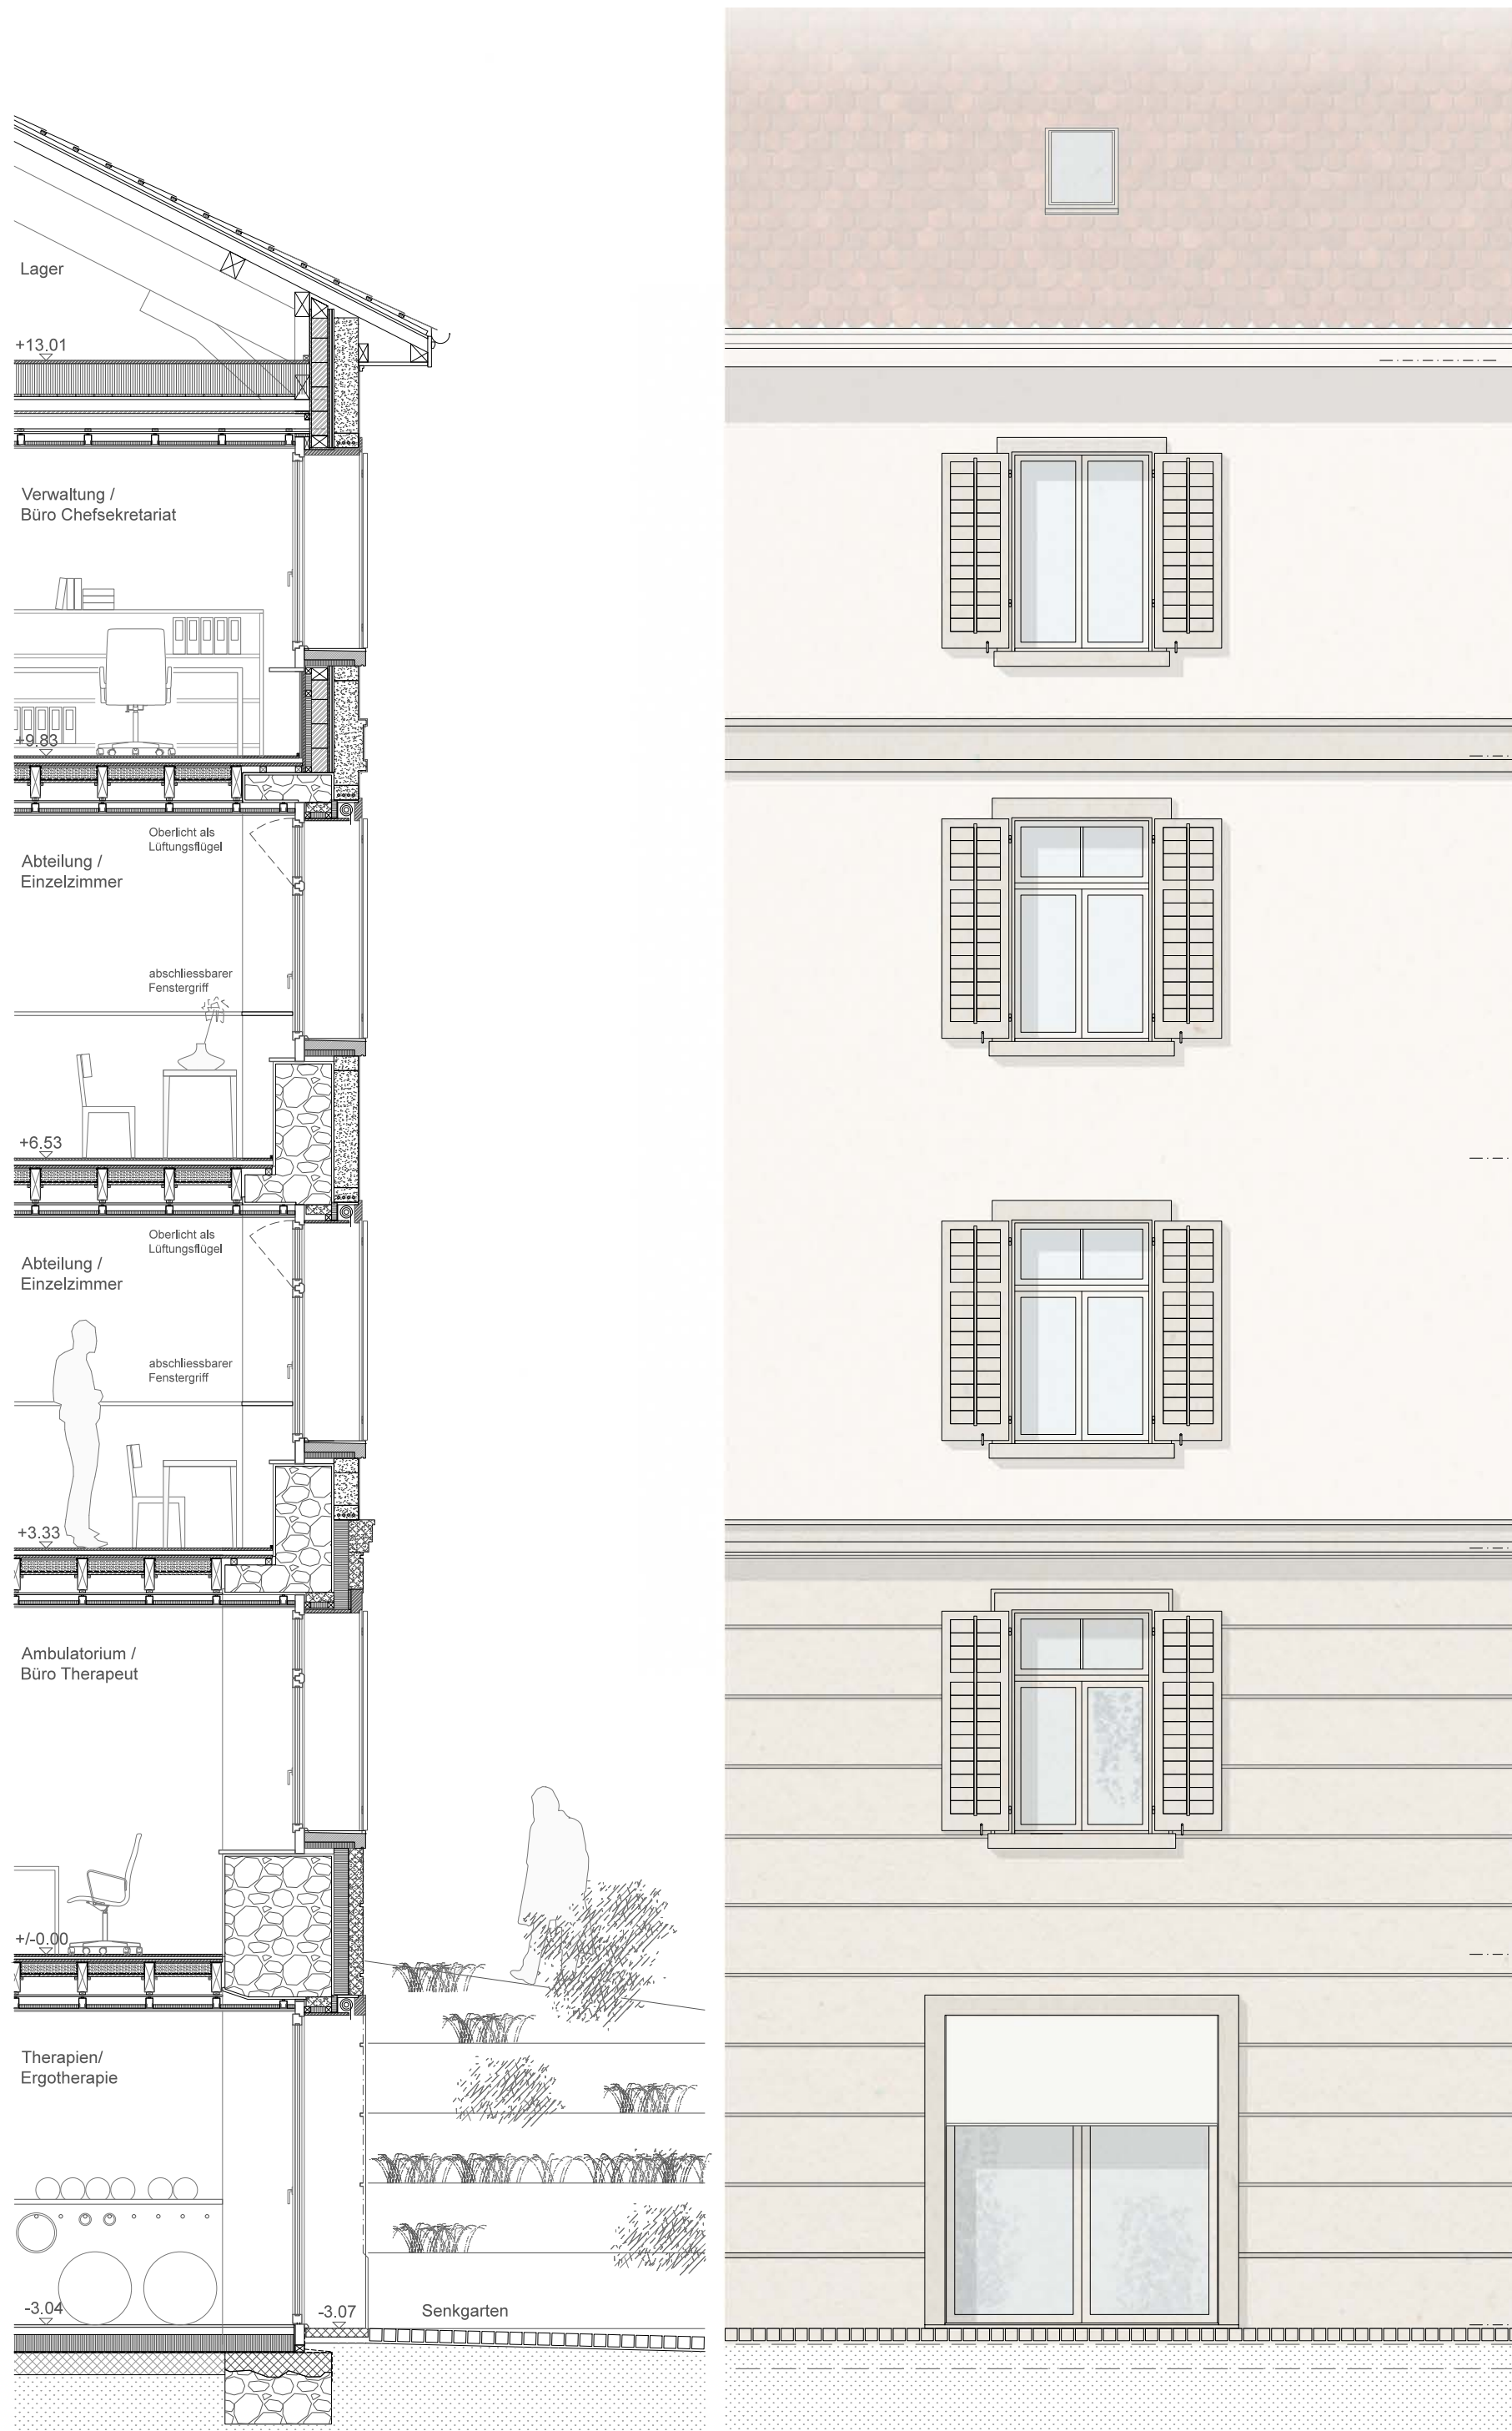 Lager
+13.01
Verwaltung /
Büro Chefsekretariat
+9.83
Oberlicht als
Lüftungsflügel
Abteilung /
Einzelzimmer
abschliessbarer
Fenstergriff
+6.53
Oberlicht als
Lüftungsflügel
Abteilung /
Einzelzimmer
abschliessbarer
Fenstergriff
+3.33
Ambulatorium /
Büro Therapeut
+/-0.00
Therapien/
Ergotherapie
-3.04
-3.07
Senkgarten